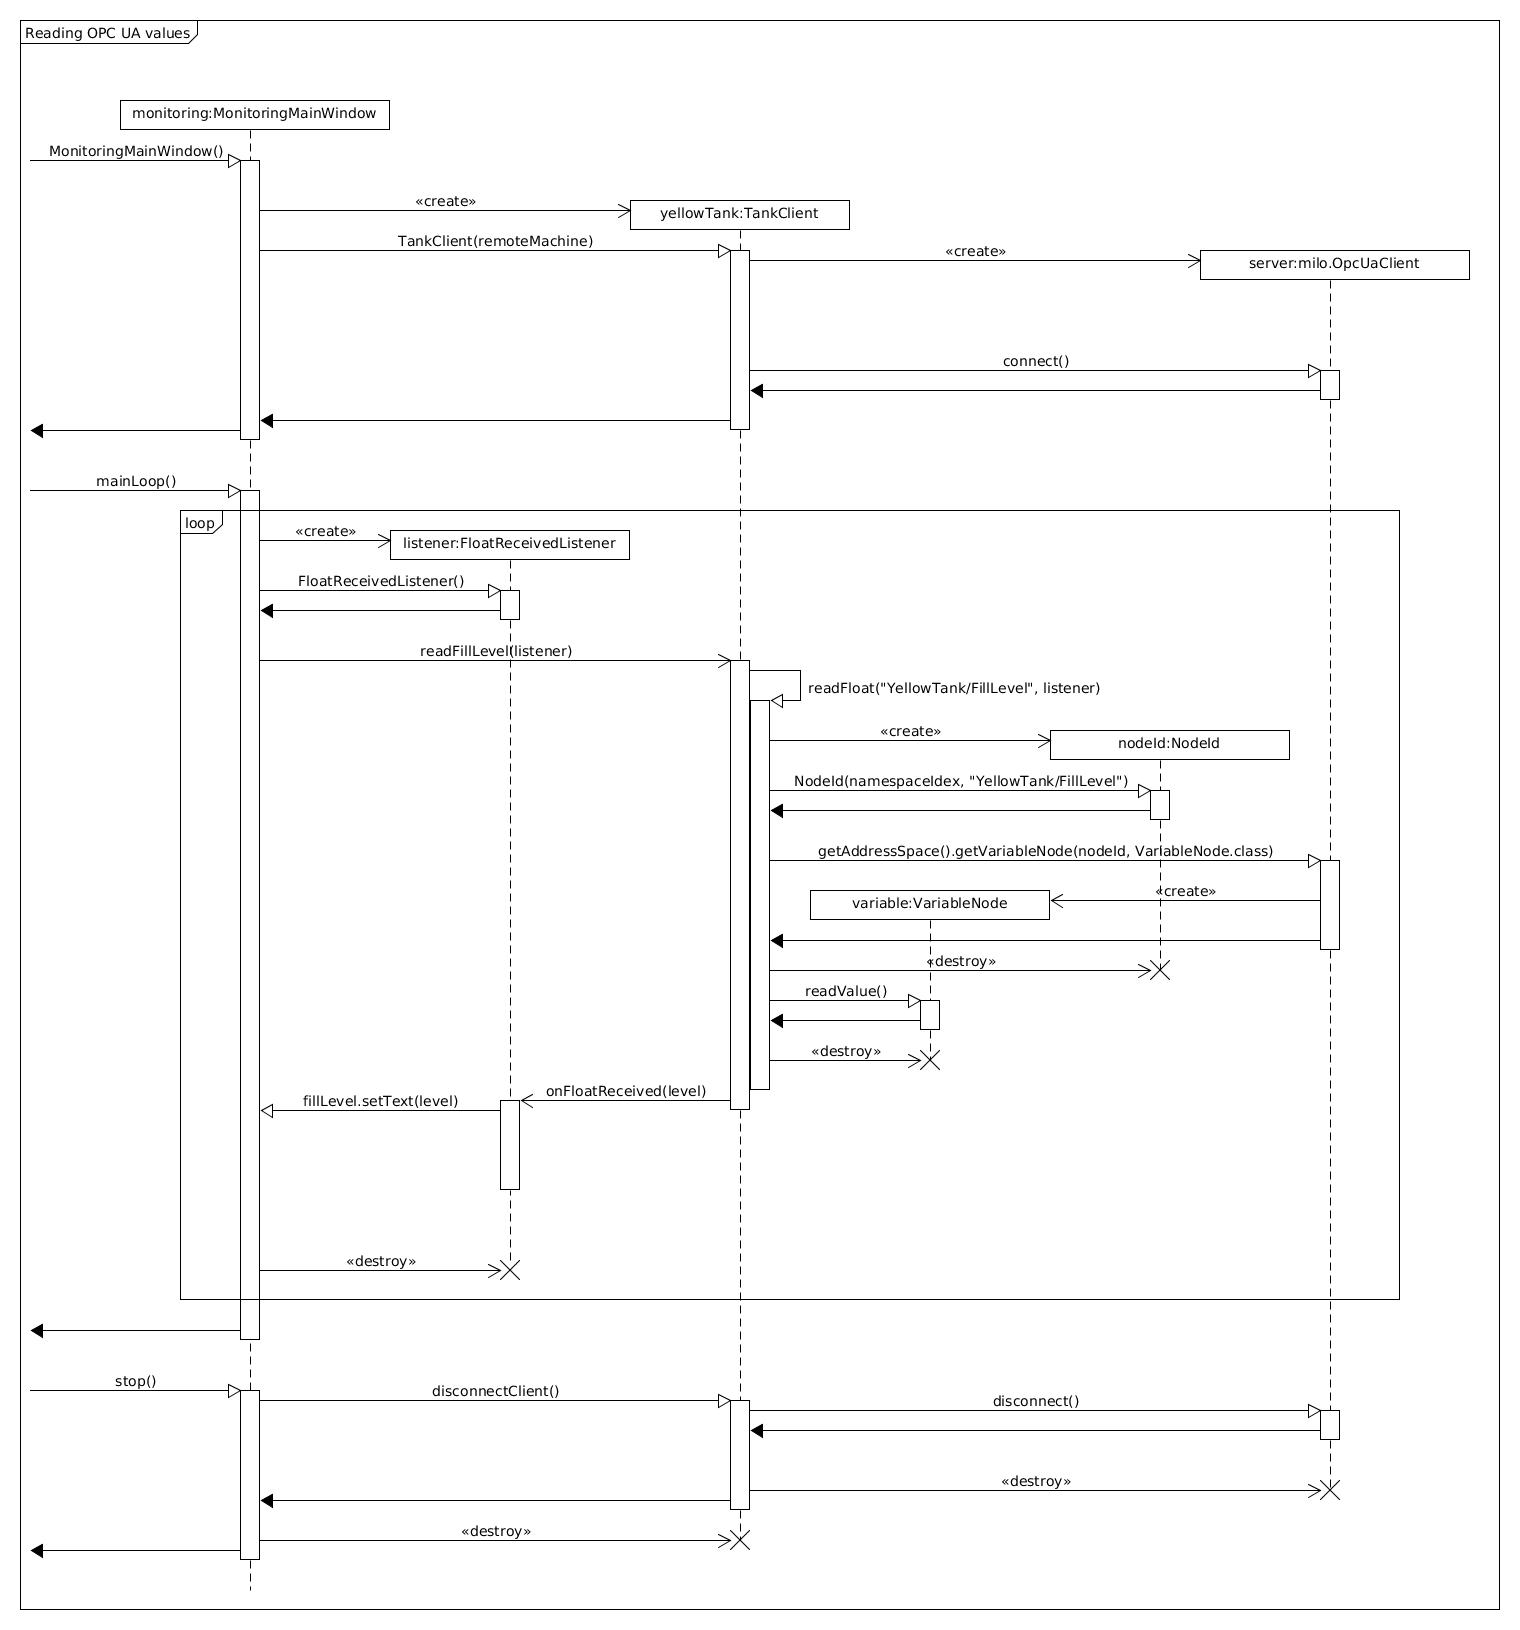 Reading OPC UA values
monitoring:MonitoringMainWindow
MonitoringMainWindow()
«create»
yellowTank:TankClient
TankClient(remoteMachine)
«create»
server:milo.OpcUaClient
connect()
mainLoop()
loop
«create»
listener:FloatReceivedListener
FloatReceivedListener()
readFillLevel(listener)
readFloat("YellowTank/FillLevel", listener)
«create»
nodeId:NodeId
NodeId(namespaceIdex, "YellowTank/FillLevel")
getAddressSpace().getVariableNode(nodeId, VariableNode.class)
variable:VariableNode
«create»
«destroy»
readValue()
«destroy»
onFloatReceived(level)
fillLevel.setText(level)
«destroy»
stop()
disconnectClient()
disconnect()
«destroy»
«destroy»